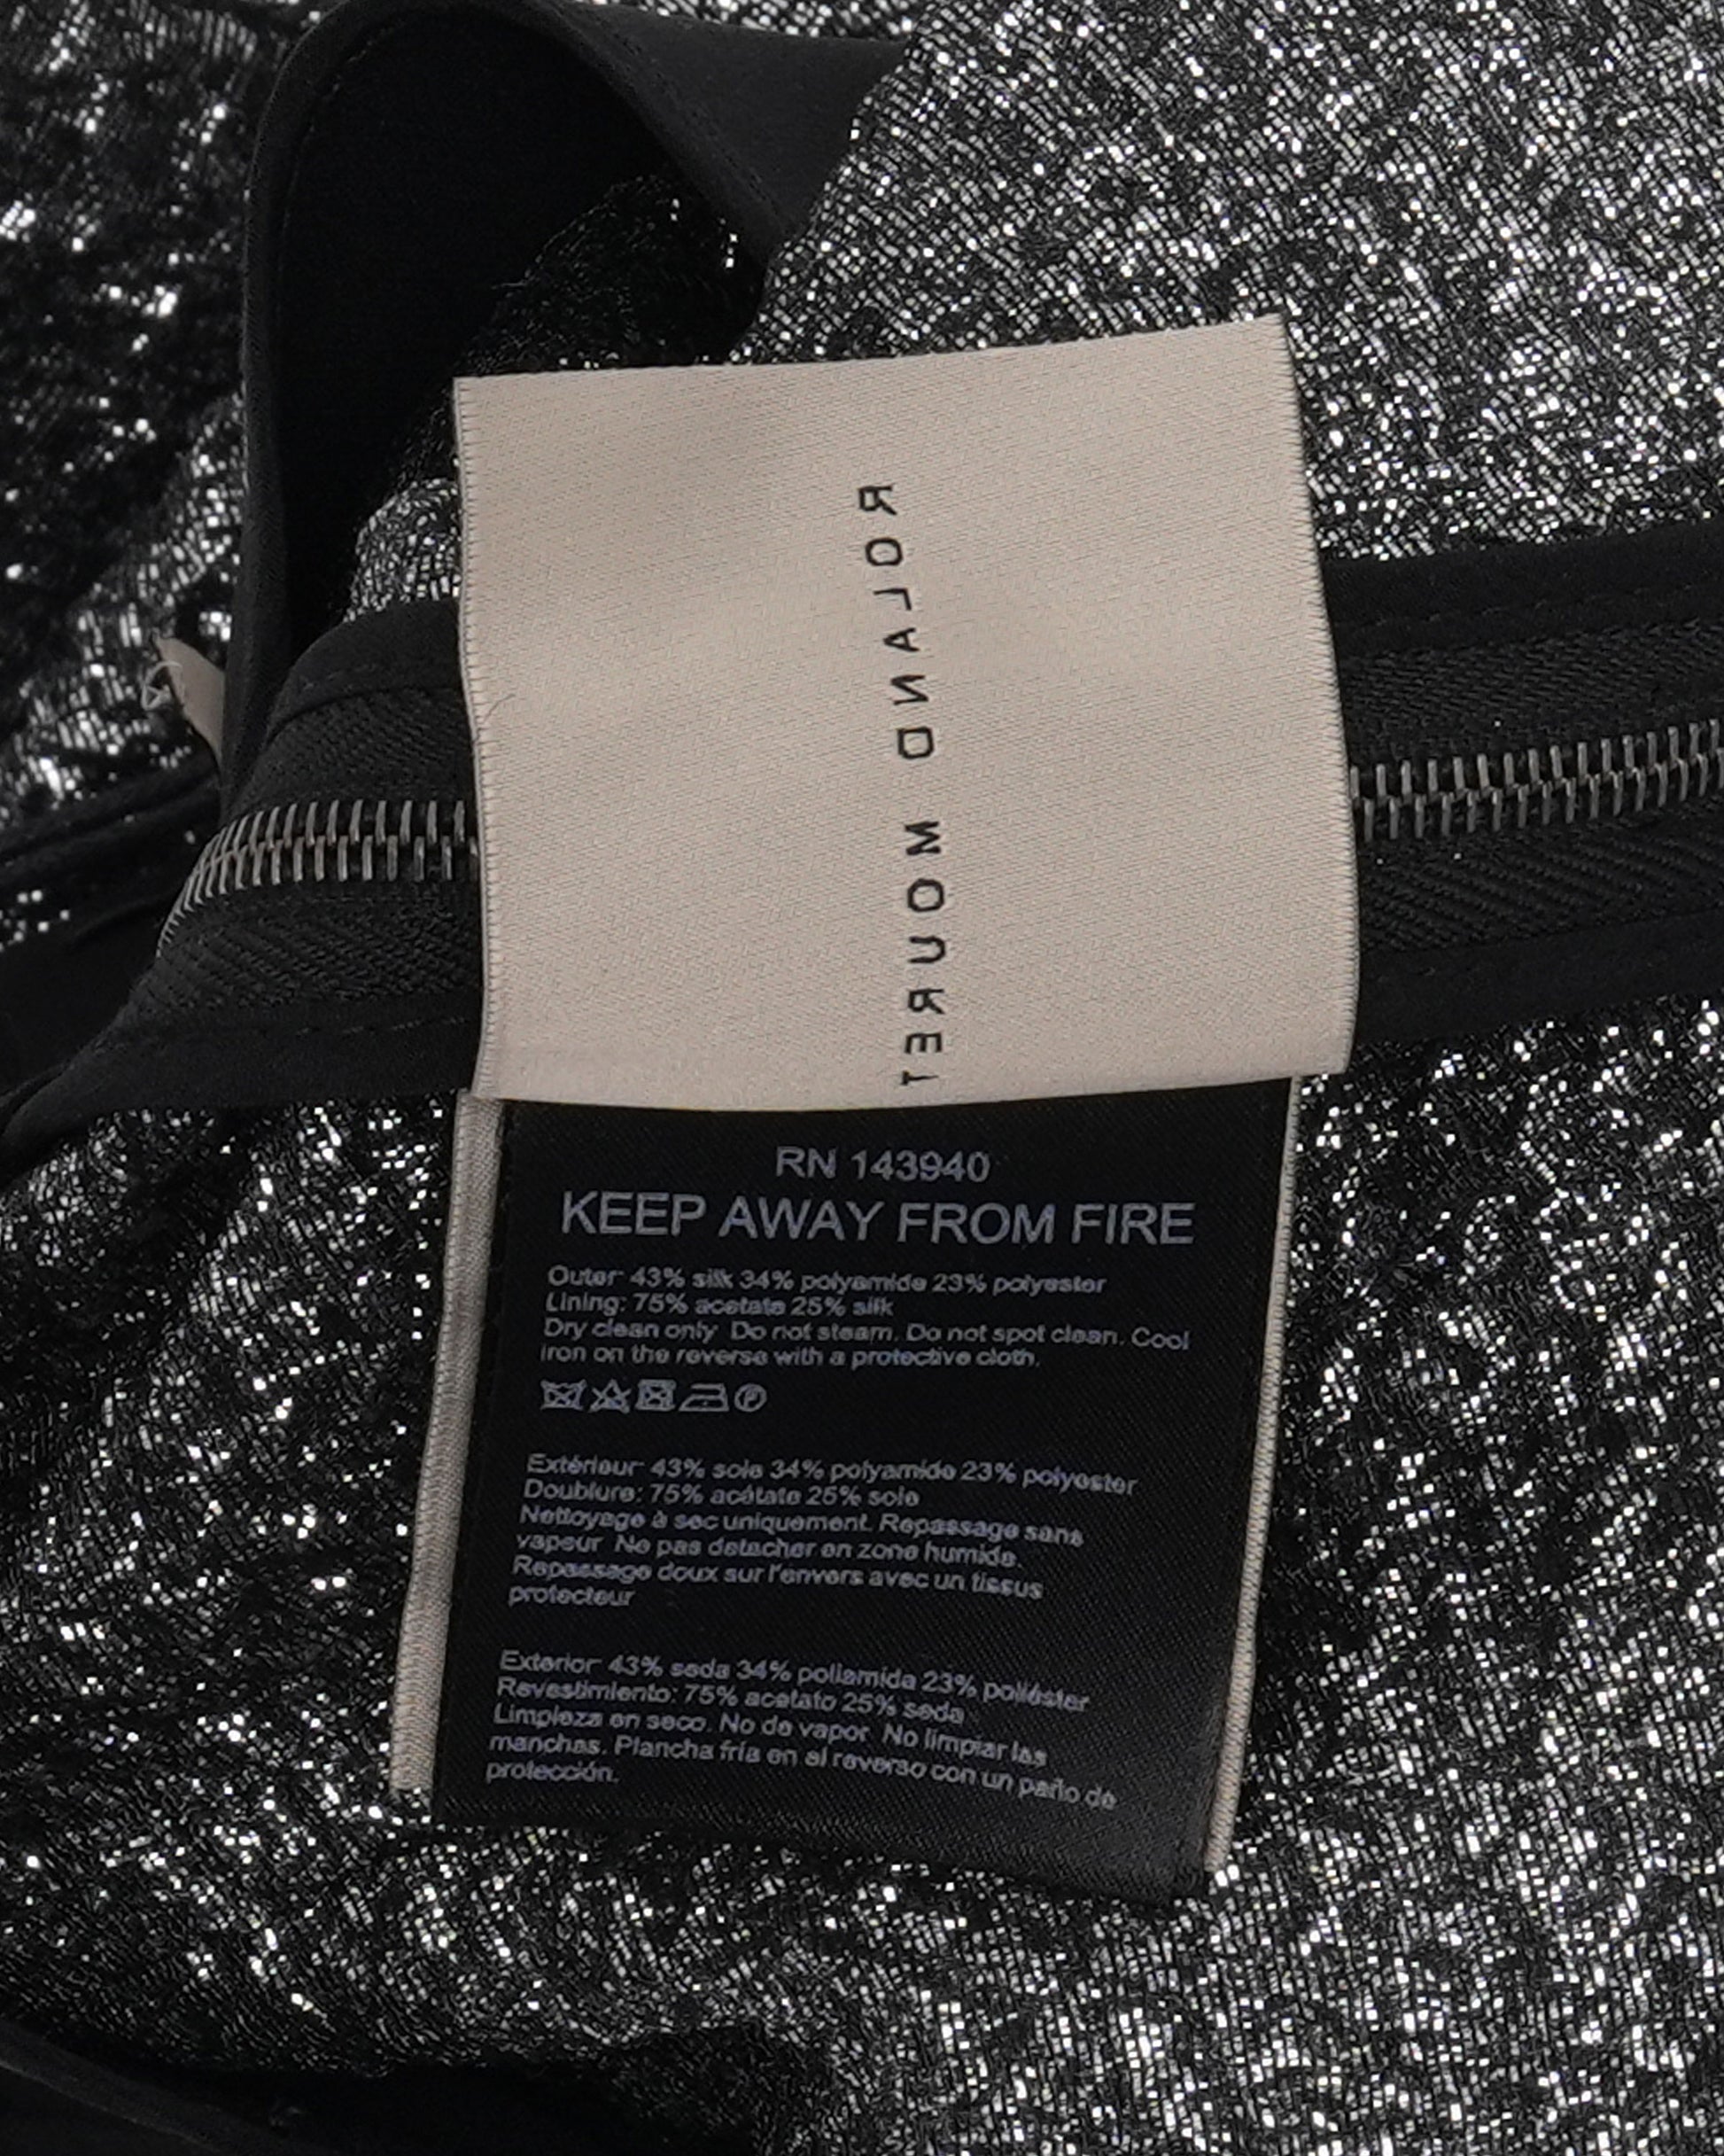 ROLAND MOURET
RN 143940
KEEP AWAY FROM FIRE
Outer: 43% silk 34% polyamide 23% polyester
Lining: 75% acetate 25% silk
Dry clean only. Do not steam. Do not spot clean. Cool
iron on the reverse with a protective cloth.
P
Extérieur: 43% soie 34% polyamide 23% polyester
Doublure: 75% acétate 25% soie
Nettoyage à sec uniquement. Repassage sans
vapeur. Ne pas detacher en zone humide.
Repassage doux sur l'envers avec un tissus
protecteur
Exterior: 43% seda 34% poliamida 23% poliéster
Revestimiento: 75% acetato 25% seda
Limpieza en seco. No de vapor. No limpiar las
manchas. Plancha fría en el reverso con un paño de
protección.